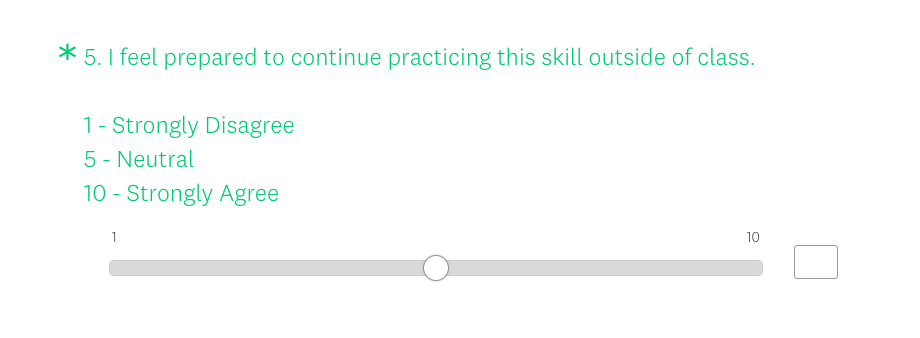 * 5. I feel prepared to continue practicing this skill outside of class.
1 - Strongly Disagree
5 - Neutral
10 - Strongly Agree
1 10